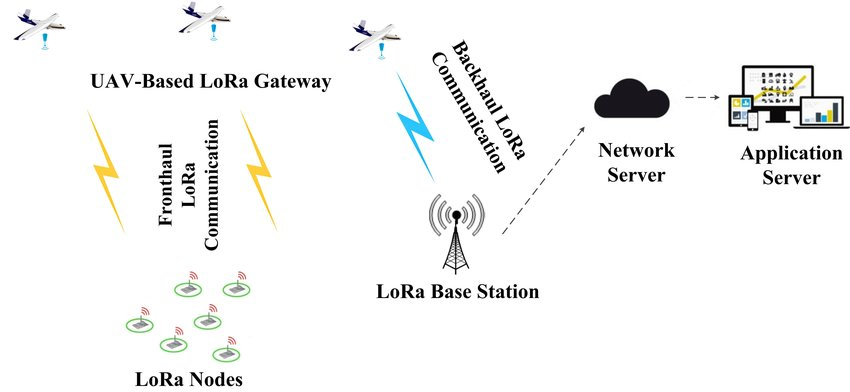 UAV-Based LoRa Gateway
Fronthaul
LoRa
Communication
Backhaul LoRa
Communication
Network
Server
Application
Server
LoRa Base Station
LoRa Nodes